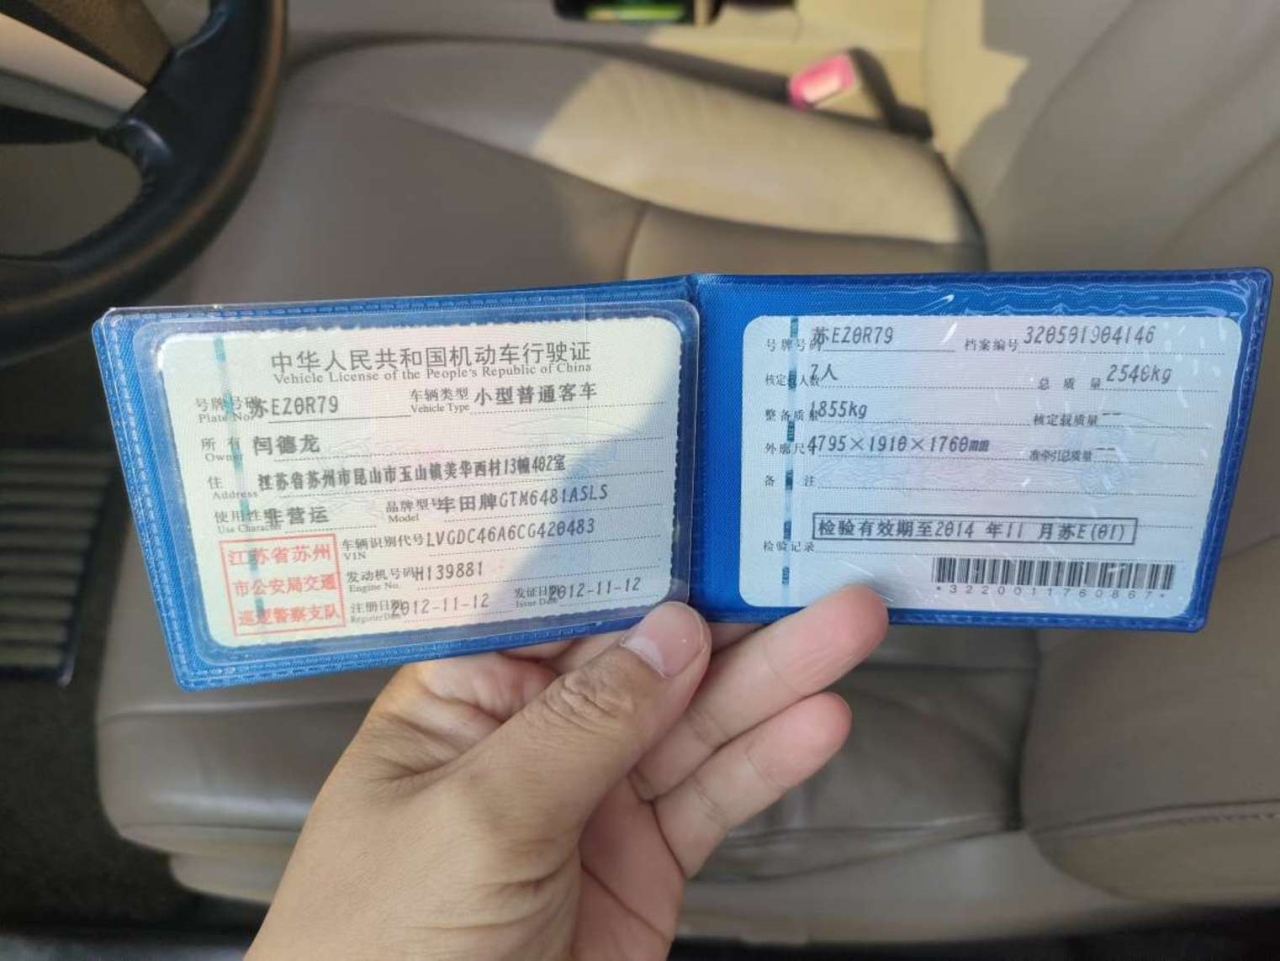 中华人民共和国机动车行驶证
Vehicle License of the People's Republic of China
号牌号码 苏EZ0R79 车辆类型 小型普通客车
Plate No. Vehicle Type
所有 闫德龙
Owner
住 江苏省苏州市昆山市玉山镇美华西村13幢402室
Address
使用性 非营运 品牌型 丰田牌GTM6481ASLS
Use Character Model
江苏省苏州
市公安局交通
巡逻警察支队
车辆识别代号 LVGDC46A6CG420483
VIN
发动机号码 H139881
Engine No.
注册日期 2012-11-12 发证日期 2012-11-12
Register Date Issue Date
号牌号码 苏EZ0R79 档案编号 320501904146
核定载人数 7人 总质量 2540kg
整备质量 1855kg 核定载质量 --
外廓尺寸 4795×1910×1760mm 准牵引总质量 --
备注
检验有效期至2014年11月苏E(01)
检验记录
*3220011760867*